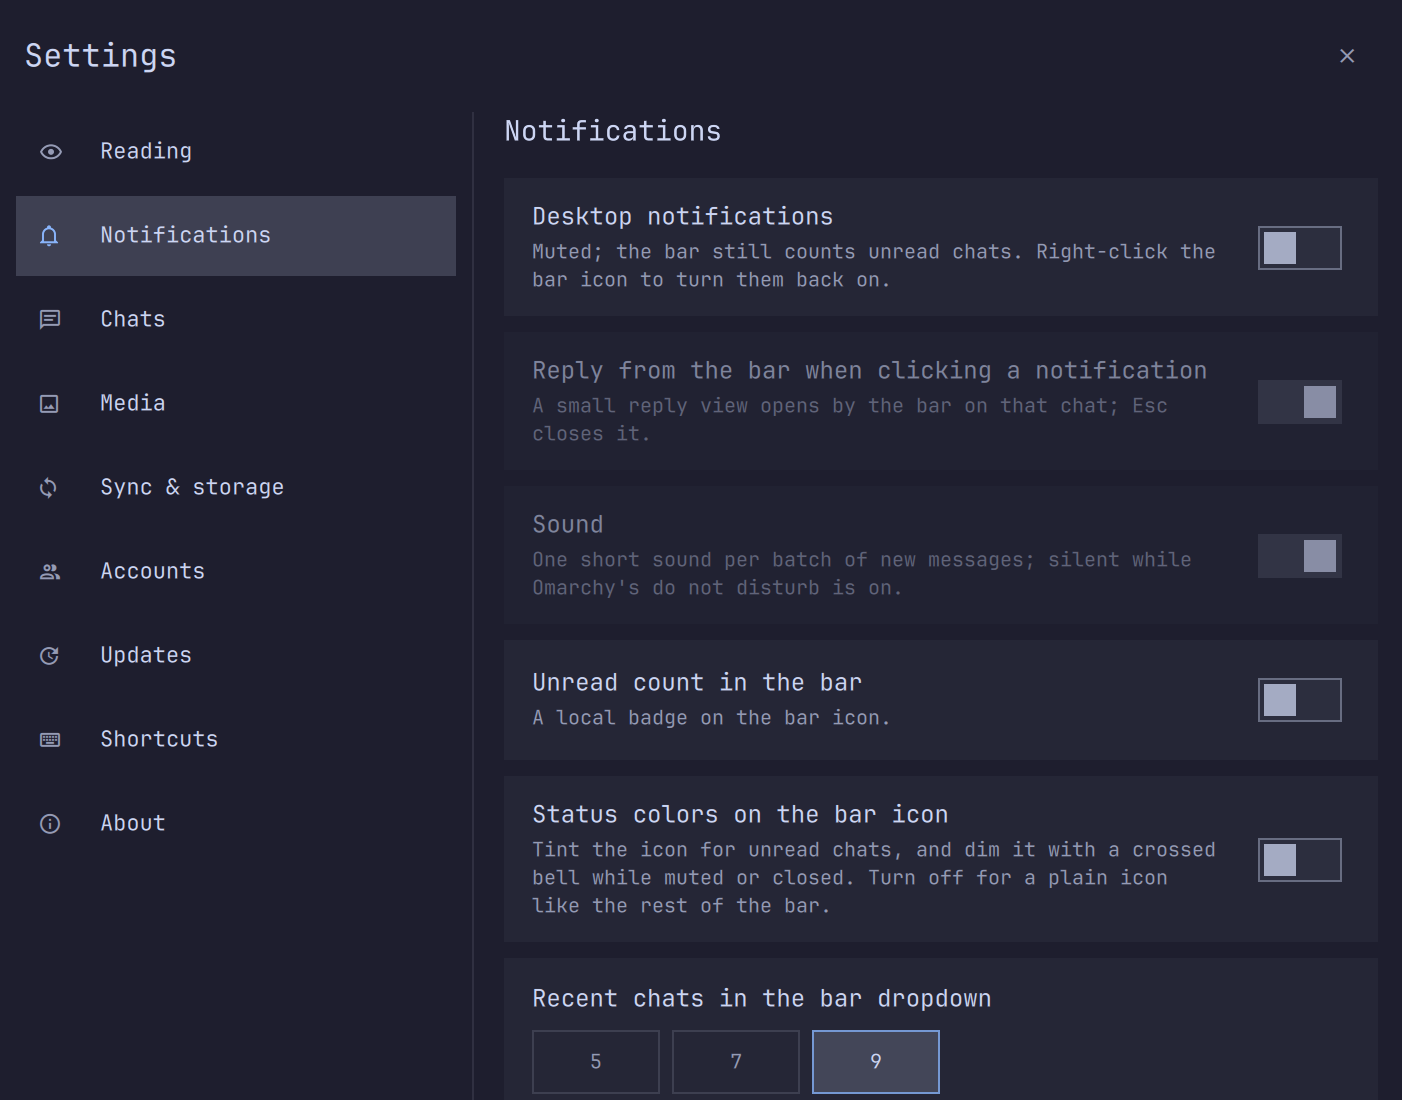 Settings
Reading
Notifications
Chats
Media
Sync & storage
Accounts
Updates
Shortcuts
About
Notifications
Desktop notifications
Muted; the bar still counts unread chats. Right-click the
bar icon to turn them back on.
Reply from the bar when clicking a notification
A small reply view opens by the bar on that chat; Esc
closes it.
Sound
One short sound per batch of new messages; silent while
Omarchy's do not disturb is on.
Unread count in the bar
A local badge on the bar icon.
Status colors on the bar icon
Tint the icon for unread chats, and dim it with a crossed
bell while muted or closed. Turn off for a plain icon
like the rest of the bar.
Recent chats in the bar dropdown
5 7 9